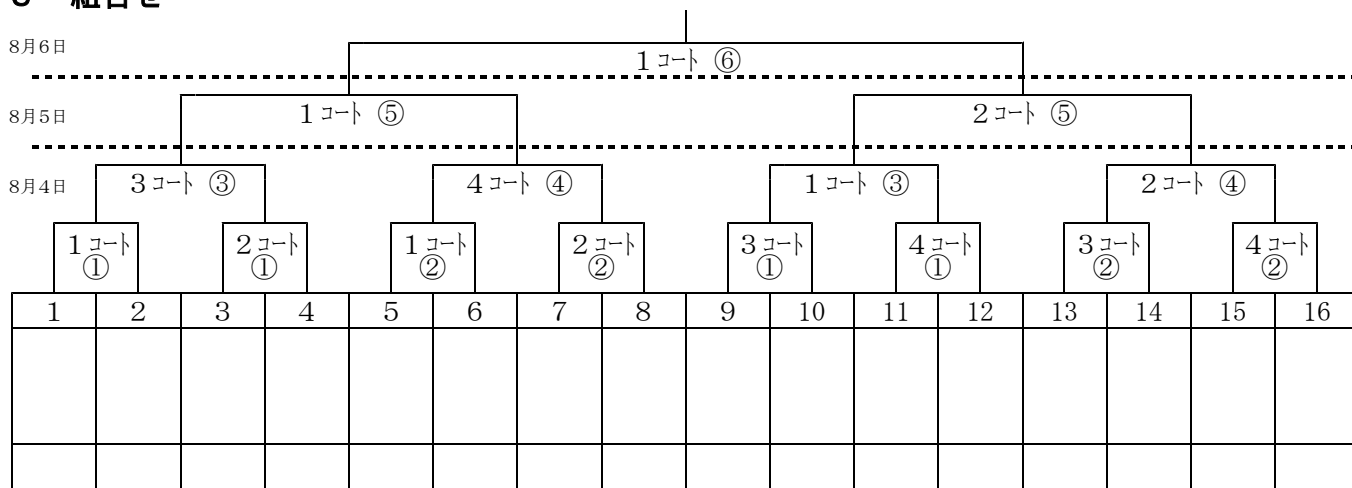 組合せ
8月6日
1コート ⑥
8月5日
1コート ⑤
2コート ⑤
8月4日
3コート ③
4コート ④
1コート ③
2コート ④
1コート
①
2コート
①
1コート
②
2コート
②
3コート
①
4コート
①
3コート
②
4コート
②
1 2 3 4 5 6 7 8 9 10 11 12 13 14 15 16